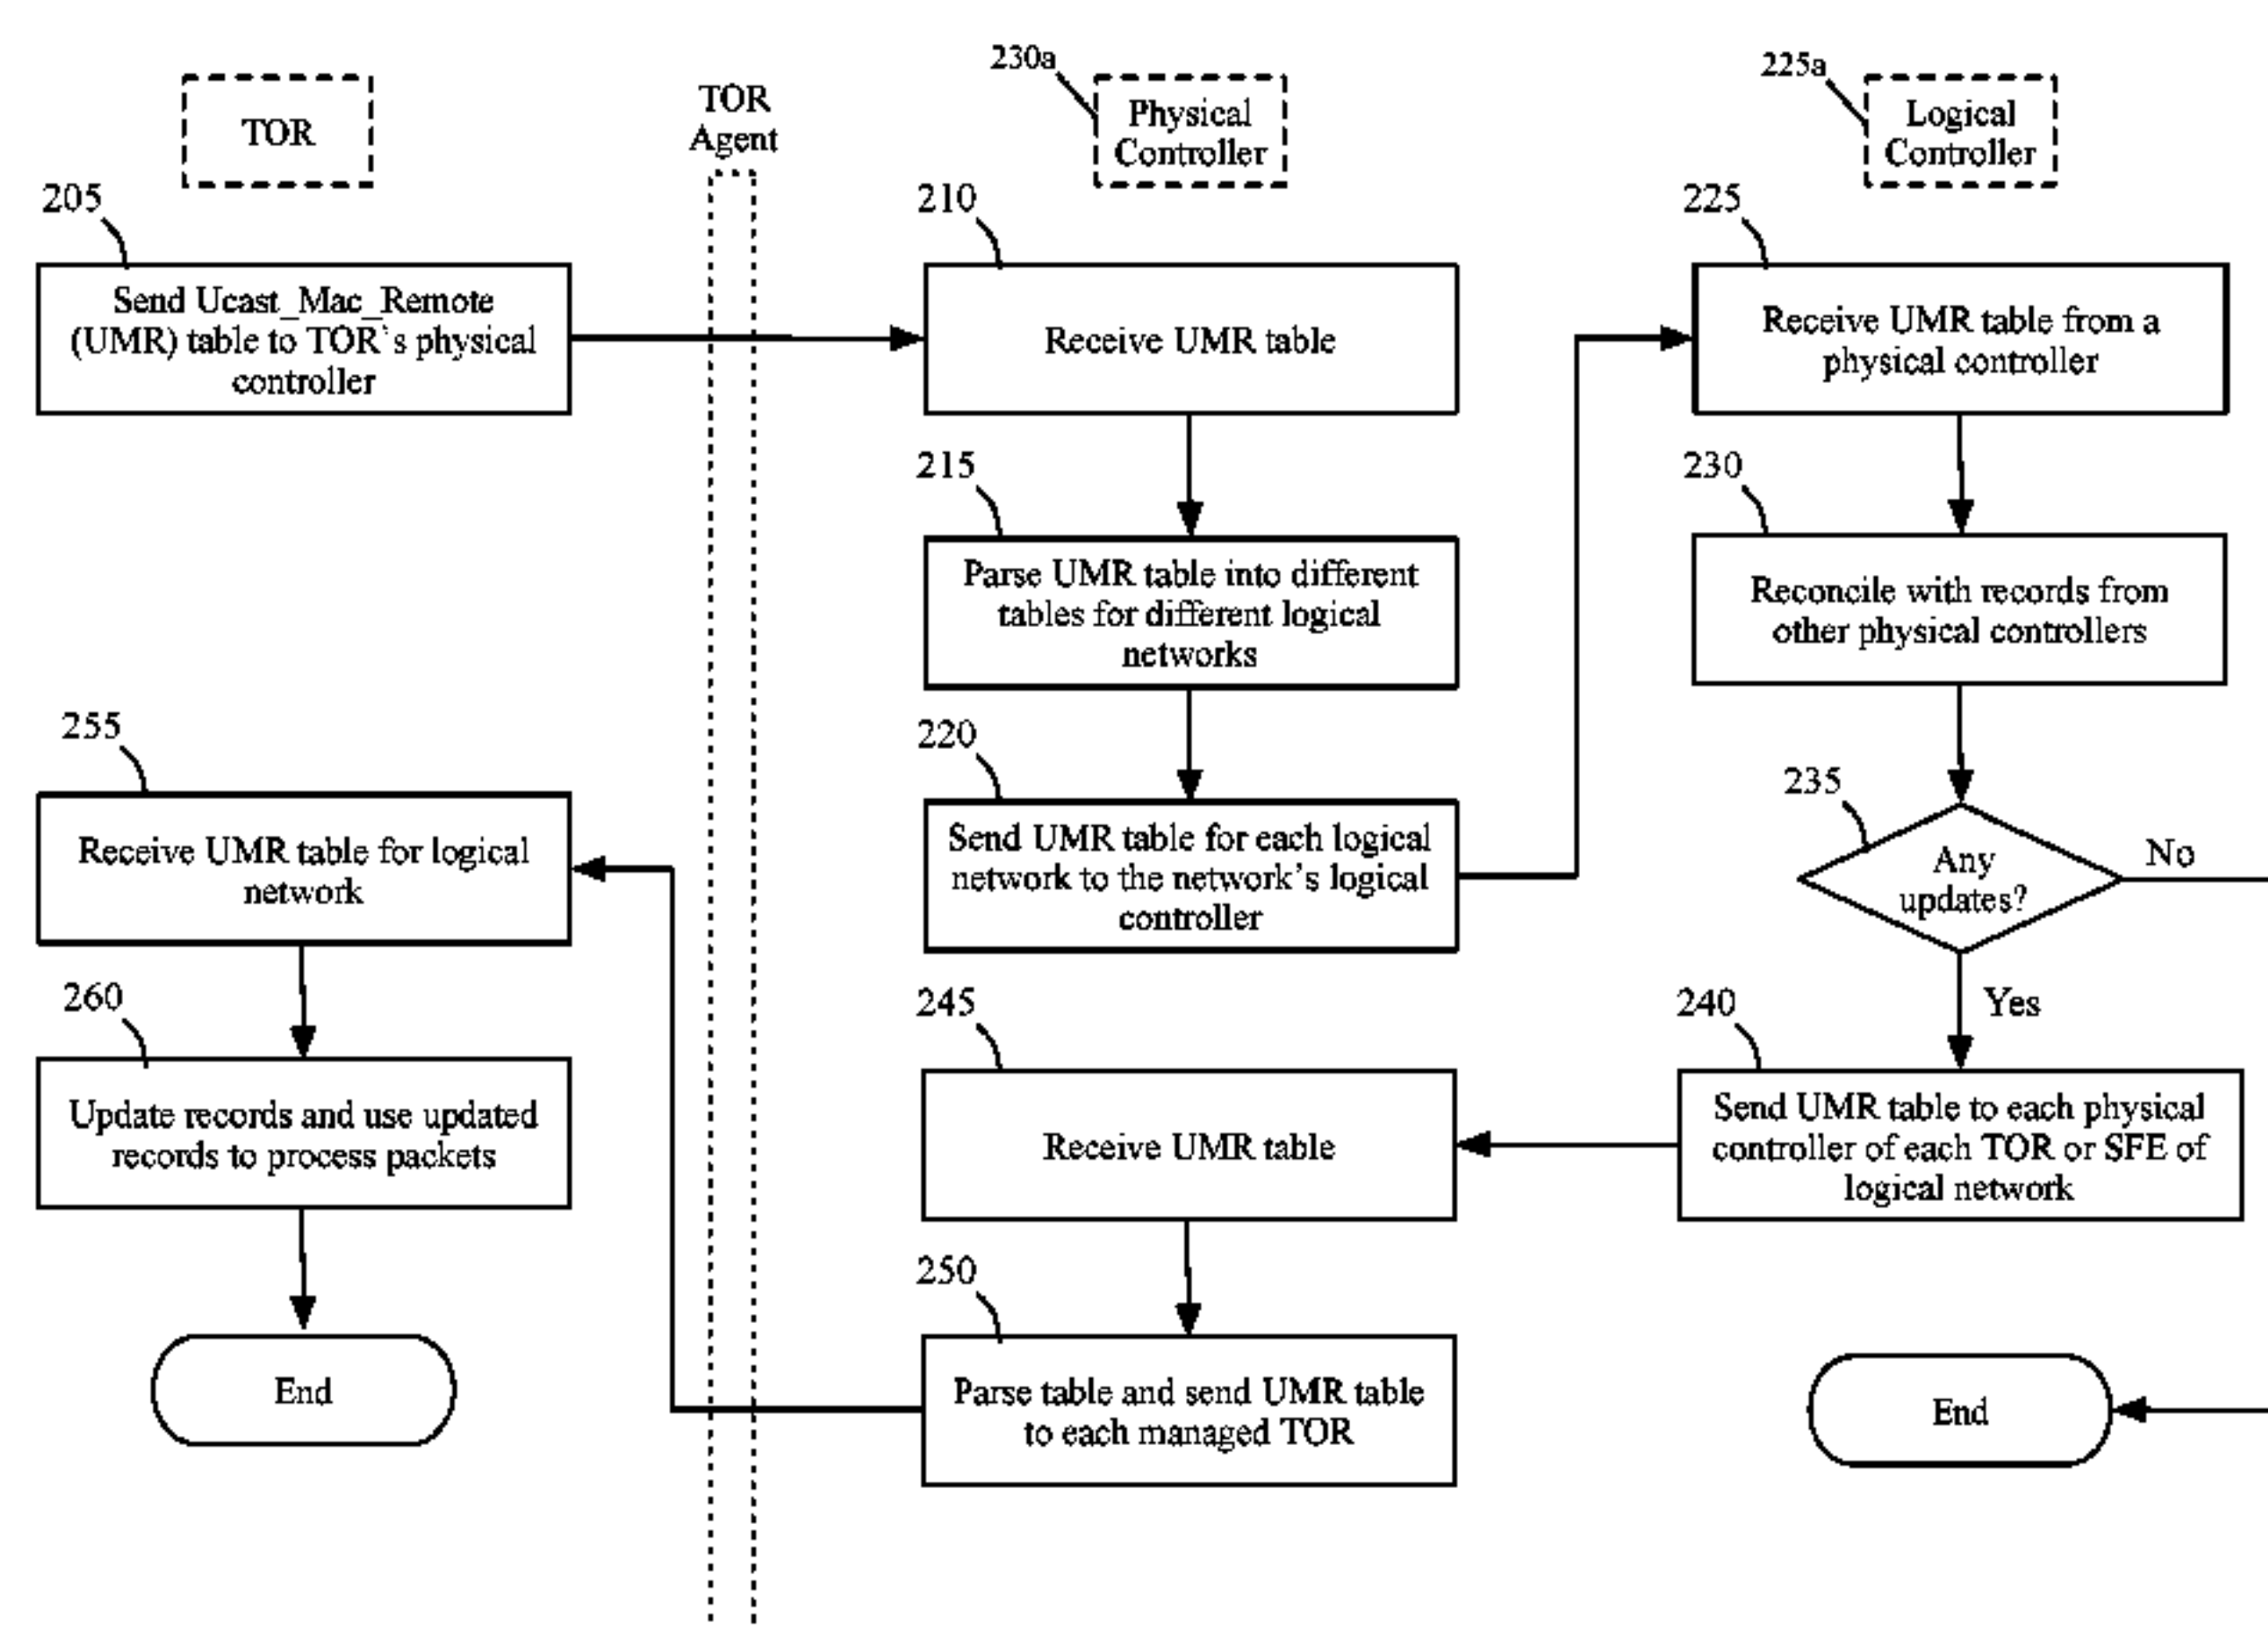 230a
225a
TOR
TOR
Agent
Physical
Controller
Logical
Controller
205
210
225
Send Ucast_Mac_Remote
(UMR) table to TOR's physical
controller
Receive UMR table
Receive UMR table from a
physical controller
215
230
Parse UMR table into different
tables for different logical
networks
Reconcile with records from
other physical controllers
255
220
235
Receive UMR table for logical
network
Send UMR table for each logical
network to the network's logical
controller
Any
updates?
No
Yes
260
245
240
Update records and use updated
records to process packets
Receive UMR table
Send UMR table to each physical
controller of each TOR or SFE of
logical network
250
End
Parse table and send UMR table
to each managed TOR
End